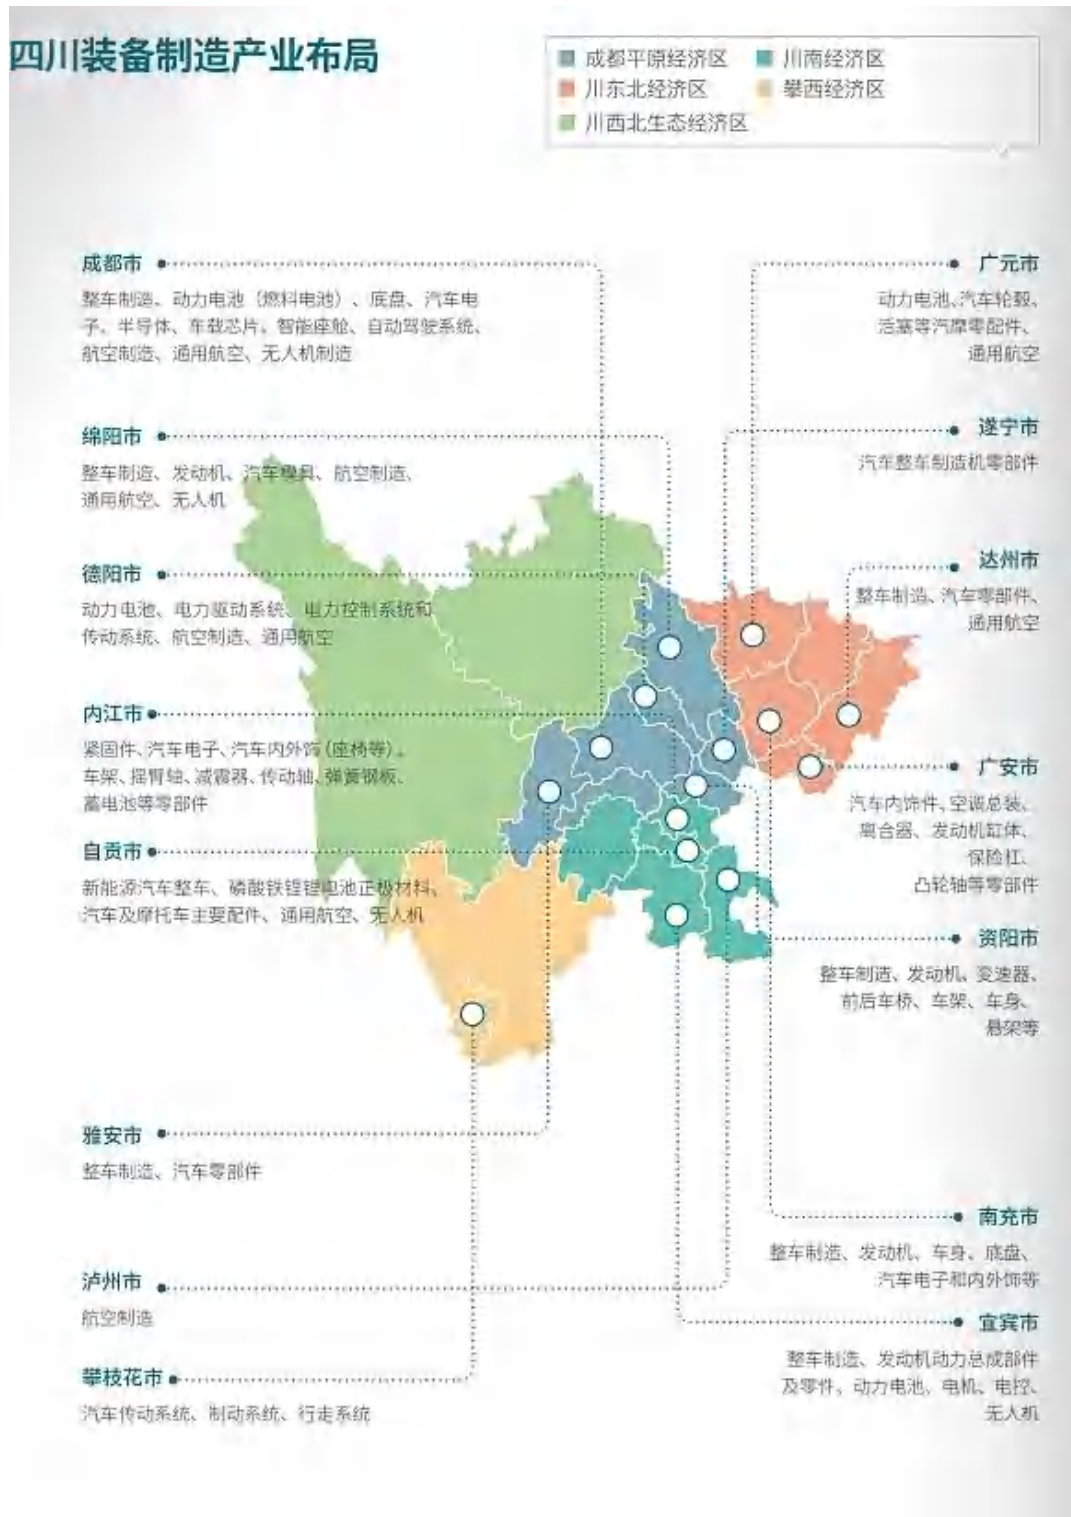 四川装备制造产业布局
成都平原经济区
川南经济区
川东北经济区
攀西经济区
川西北生态经济区
成都市
整车制造、动力电池（燃料电池）、底盘、汽车电
子、半导体、车载芯片、智能座舱、自动驾驶系统、
航空制造、通用航空、无人机制造
绵阳市
整车制造、发动机、汽车模具、航空制造、
通用航空、无人机
德阳市
动力电池、电力驱动系统、电力控制系统和
传动系统、航空制造、通用航空
内江市
紧固件、汽车电子、汽车内外饰（座椅等）、
车架、摇臂轴、减震器、传动轴、弹簧钢板、
蓄电池等零部件
自贡市
新能源汽车整车、磷酸铁锂锂电池正极材料、
汽车及摩托车主要配件、通用航空、无人机
雅安市
整车制造、汽车零部件
泸州市
航空制造
攀枝花市
汽车传动系统、制动系统、行走系统
广元市
动力电池、汽车轮毂、
活塞等汽摩零配件、
通用航空
遂宁市
汽车整车制造机零部件
达州市
整车制造、汽车零部件、
通用航空
广安市
汽车内饰件、空调总装、
离合器、发动机缸体、
保险杠、
凸轮轴等零部件
资阳市
整车制造、发动机、变速器、
前后车桥、车架、车身、
悬架等
南充市
整车制造、发动机、车身、底盘、
汽车电子和内外饰等
宜宾市
整车制造、发动机动力总成部件
及零件、动力电池、电机、电控、
无人机